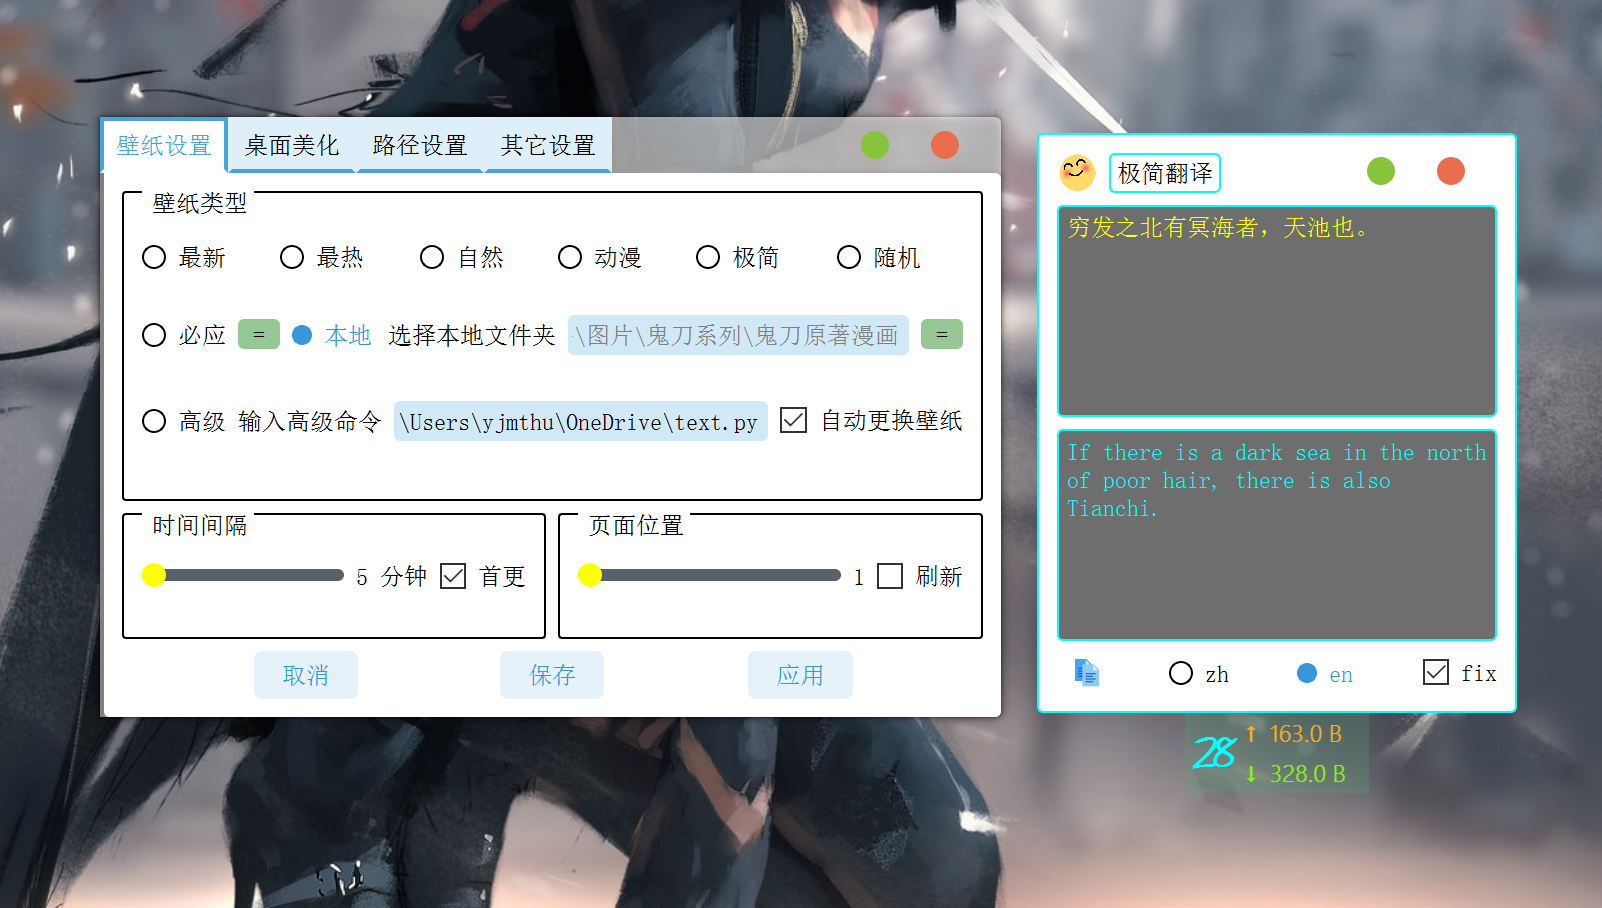 壁纸设置 桌面美化 路径设置 其它设置
壁纸类型
最新 最热 自然 动漫 极简 随机
必应 = 本地 选择本地文件夹 \图片\鬼刀系列\鬼刀原著漫画 =
高级 输入高级命令 \Users\yjmthu\OneDrive\text.py 自动更换壁纸
时间间隔
5 分钟 首更
页面位置
1 刷新
取消 保存 应用
极简翻译
穷发之北有冥海者，天池也。
If there is a dark sea in the north
of poor hair, there is also
Tianchi.
zh en fix
28
↑ 163.0 B
↓ 328.0 B